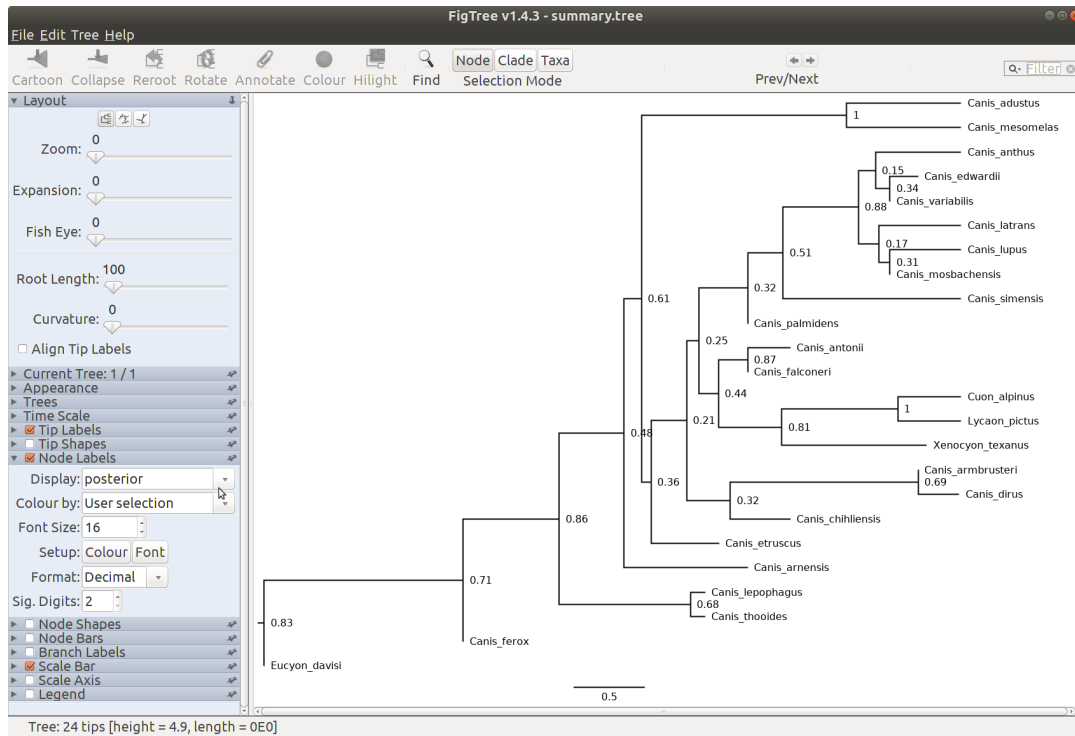 FigTree v1.4.3 - summary.tree
File Edit Tree Help
Cartoon Collapse Reroot Rotate Annotate Colour Hilight Find
Node Clade Taxa
Selection Mode
Prev/Next
Filter
Layout
Zoom: 0
Expansion: 0
Fish Eye: 0
Root Length: 100
Curvature: 0
Align Tip Labels
Current Tree: 1 / 1
Appearance
Trees
Time Scale
Tip Labels
Tip Shapes
Node Labels
Display: posterior
Colour by: User selection
Font Size: 16
Setup: Colour Font
Format: Decimal
Sig. Digits: 2
Node Shapes
Node Bars
Branch Labels
Scale Bar
Scale Axis
Legend
Canis_adustus
1
Canis_mesomelas
Canis_anthus
0.15
Canis_edwardii
0.34
Canis_variabilis
0.88
Canis_latrans
0.17
Canis_lupus
0.31
Canis_mosbachensis
0.51
Canis_simensis
0.32
0.61
Canis_palmidens
0.25
Canis_antonii
0.87
Canis_falconeri
0.44
Cuon_alpinus
1
Lycaon_pictus
0.81
0.21
0.48
Xenocyon_texanus
Canis_armbrusteri
0.69
Canis_dirus
0.36
0.32
Canis_chihliensis
0.86
Canis_etruscus
Canis_arnensis
0.71
Canis_lepophagus
0.68
Canis_thooides
0.83
Canis_ferox
Eucyon_davisi
0.5
Tree: 24 tips [height = 4.9, length = 0E0]